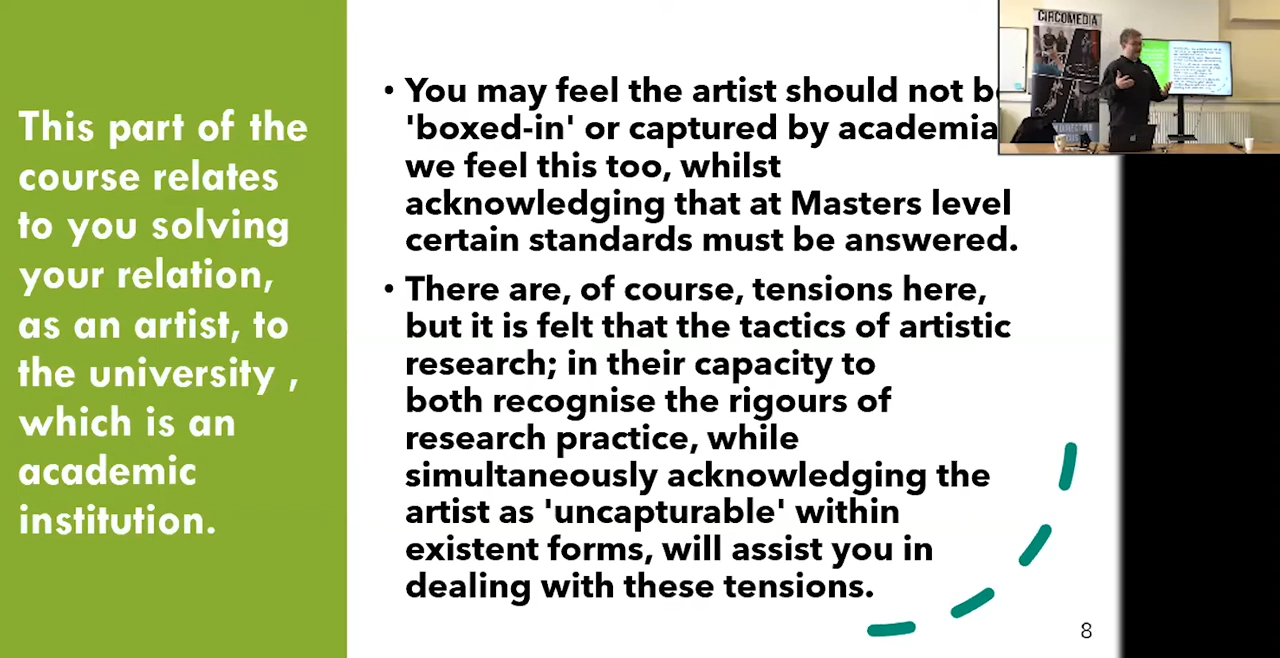 This part of the
course relates
to you solving
your relation,
as an artist, to
the university ,
which is an
academic
institution.
• You may feel the artist should not be
'boxed-in' or captured by academia
we feel this too, whilst
acknowledging that at Masters level
certain standards must be answered.
• There are, of course, tensions here,
but it is felt that the tactics of artistic
research; in their capacity to
both recognise the rigours of
research practice, while
simultaneously acknowledging the
artist as 'uncapturable' within
existent forms, will assist you in
dealing with these tensions.
8
CIRCOMEDIA